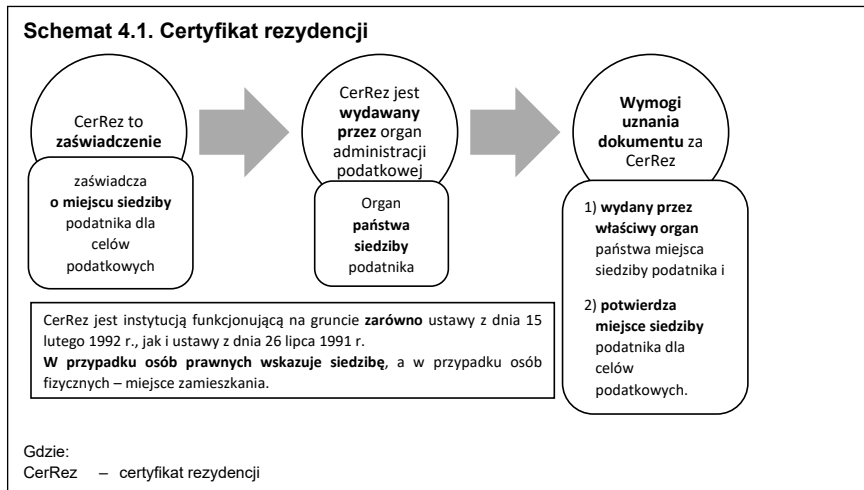 Schemat 4.1. Certyfikat rezydencji
CerRez to
zaświadczenie
zaświadcza
o miejscu siedziby
podatnika dla
celów
podatkowych
CerRez jest
wydawany
przez organ
administracji
podatkowej
Organ
państwa
siedziby
podatnika
Wymogi
uznania
dokumentu za
CerRez
1) wydany przez
właściwy organ
państwa miejsca
siedziby podatnika i
2) potwierdza
miejsce siedziby
podatnika dla
celów
podatkowych.
CerRez jest instytucją funkcjonującą na gruncie zarówno ustawy z dnia 15
lutego 1992 r., jak i ustawy z dnia 26 lipca 1991 r.
W przypadku osób prawnych wskazuje siedzibę, a w przypadku osób
fizycznych – miejsce zamieszkania.
Gdzie:
CerRez – certyfikat rezydencji